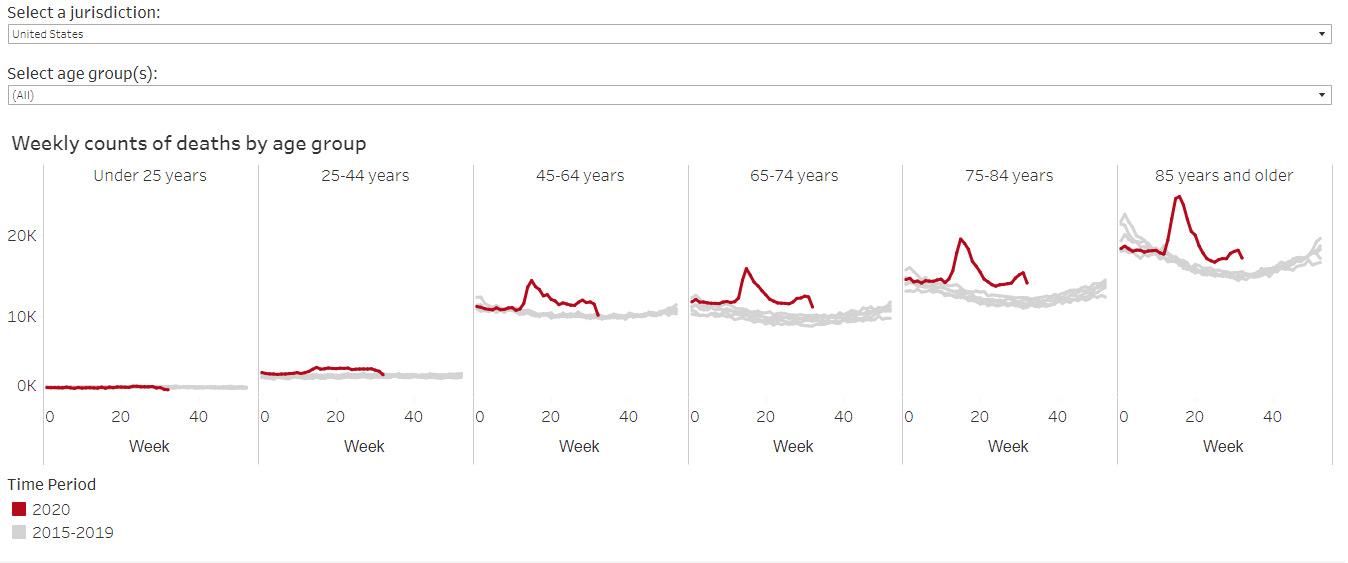 Select a jurisdiction:
United States
Select age group(s):
(All)
Weekly counts of deaths by age group
Under 25 years 25-44 years 45-64 years 65-74 years 75-84 years 85 years and older
20K
10K
0K
0 20 40 0 20 40 0 20 40 0 20 40 0 20 40 0 20 40
Week Week Week Week Week Week
Time Period
2020
2015-2019